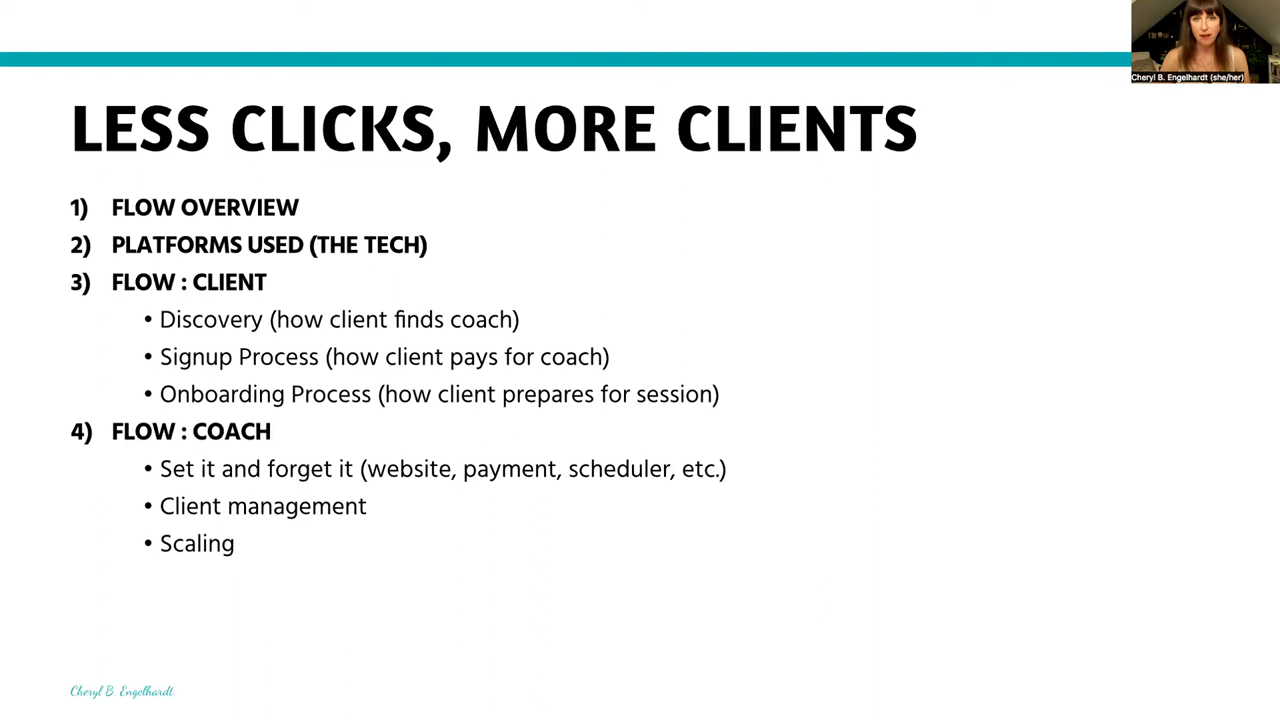 Cheryl B. Engelhardt (she/her)
LESS CLICKS, MORE CLIENTS
1) FLOW OVERVIEW
2) PLATFORMS USED (THE TECH)
3) FLOW : CLIENT
• Discovery (how client finds coach)
• Signup Process (how client pays for coach)
• Onboarding Process (how client prepares for session)
4) FLOW : COACH
• Set it and forget it (website, payment, scheduler, etc.)
• Client management
• Scaling
Cheryl B. Engelhardt